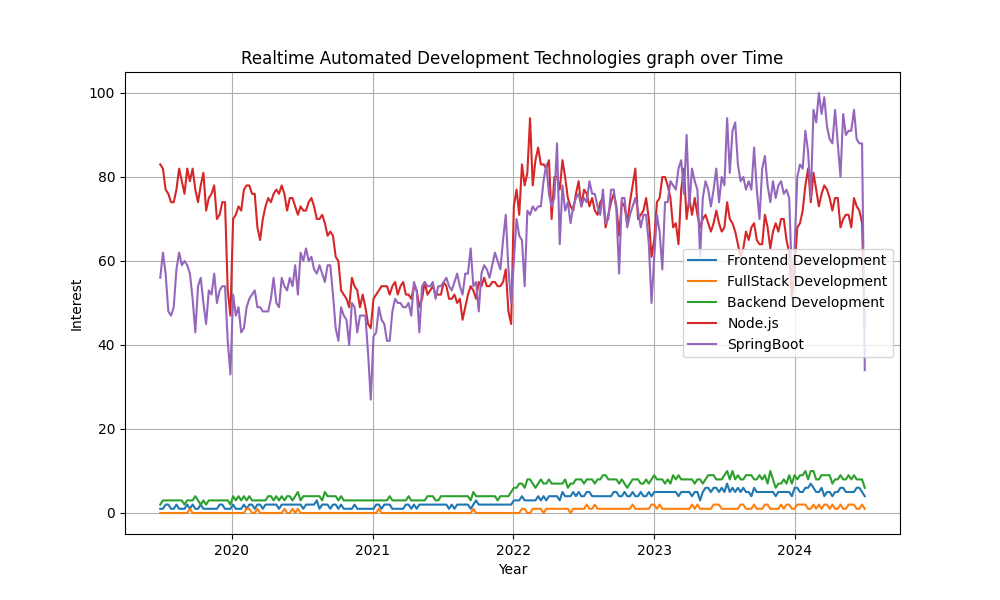 Realtime Automated Development Technologies graph over Time
100
80
60
40
20
0
Interest
Frontend Development
FullStack Development
Backend Development
Node.js
SpringBoot
2020 2021 2022 2023 2024
Year